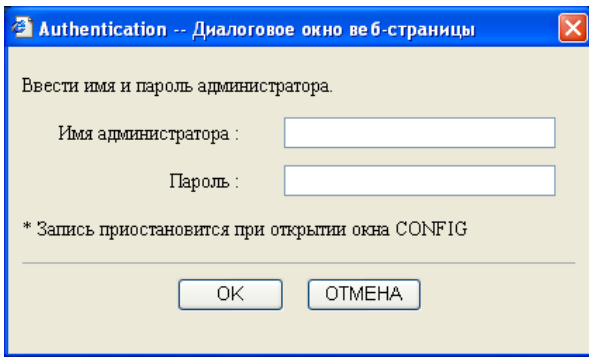 Authentication -- Диалоговое окно веб-страницы
Ввести имя и пароль администратора.
Имя администратора :
Пароль :
* Запись приостановится при открытии окна CONFIG
OK
ОТМЕНА